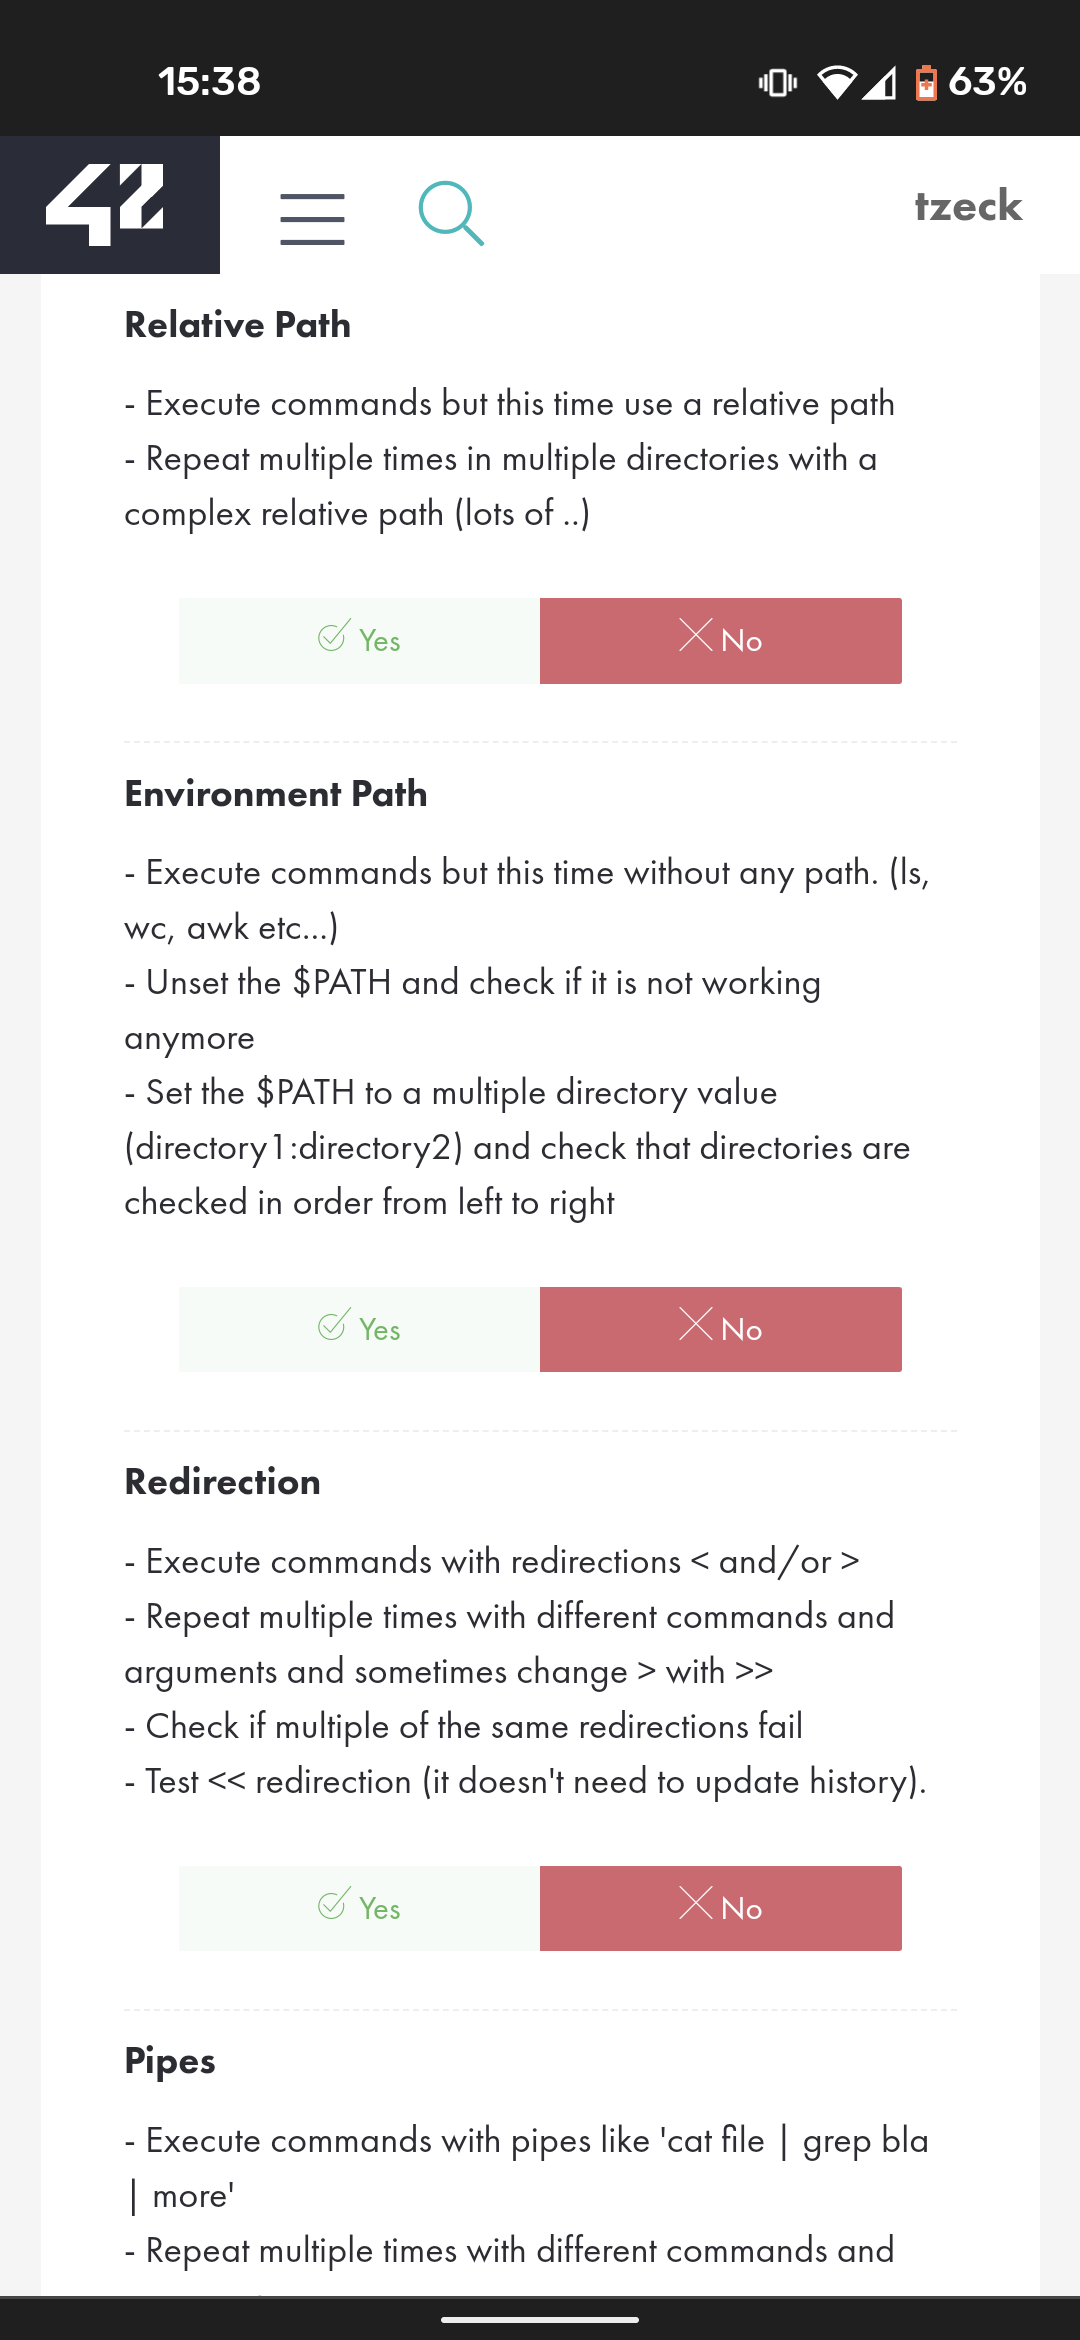 15:38
63%
42
tzeck
Relative Path
- Execute commands but this time use a relative path
- Repeat multiple times in multiple directories with a
complex relative path (lots of ..)
Yes
No
Environment Path
- Execute commands but this time without any path. (ls,
wc, awk etc...)
- Unset the $PATH and check if it is not working
anymore
- Set the $PATH to a multiple directory value
(directory1:directory2) and check that directories are
checked in order from left to right
Yes
No
Redirection
- Execute commands with redirections < and/or >
- Repeat multiple times with different commands and
arguments and sometimes change > with >>
- Check if multiple of the same redirections fail
- Test << redirection (it doesn't need to update history).
Yes
No
Pipes
- Execute commands with pipes like 'cat file | grep bla
| more'
- Repeat multiple times with different commands and